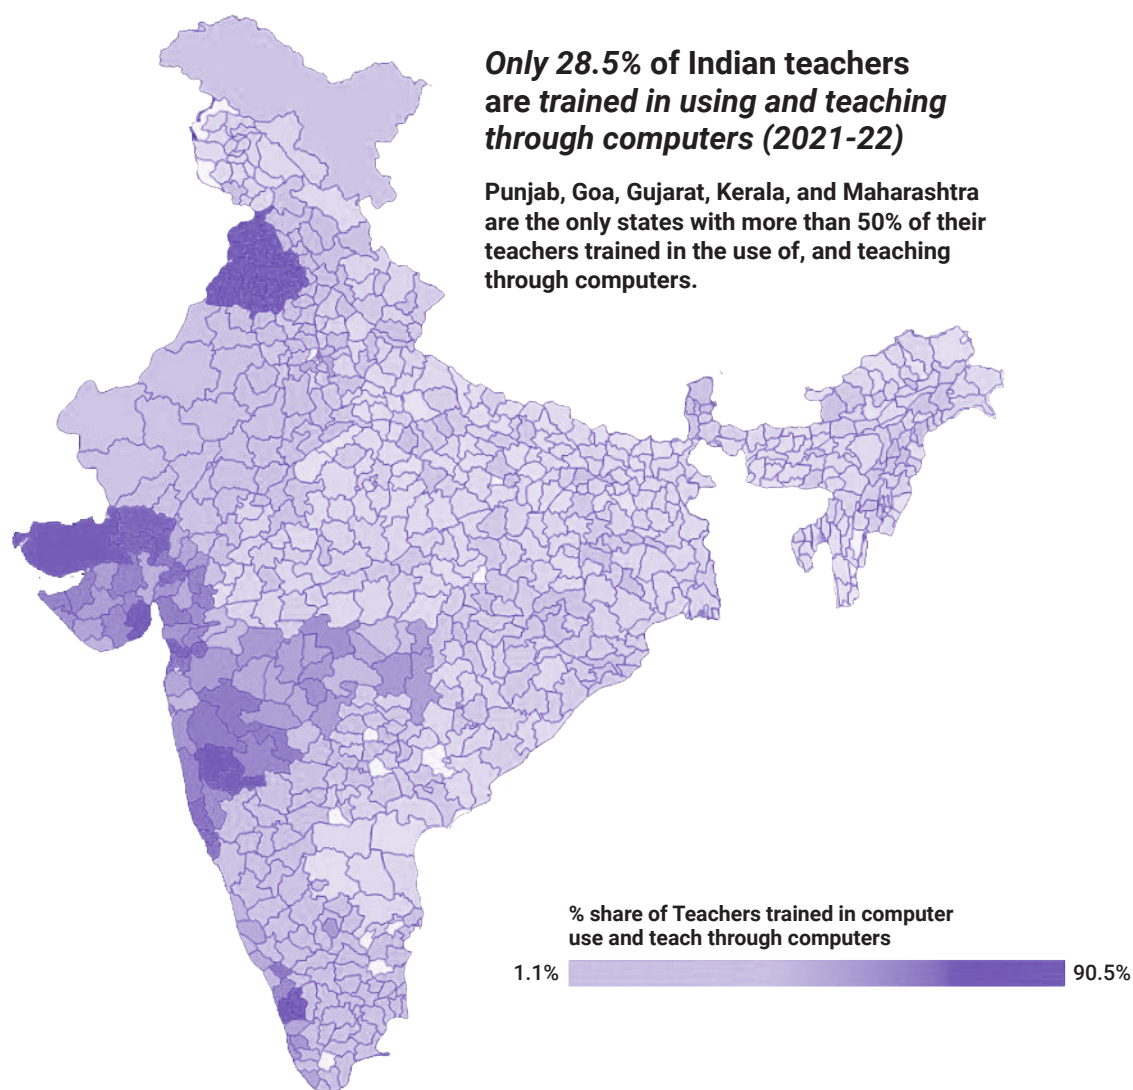 Only 28.5% of Indian teachers
are trained in using and teaching
through computers (2021-22)
Punjab, Goa, Gujarat, Kerala, and Maharashtra
are the only states with more than 50% of their
teachers trained in the use of, and teaching
through computers.
% share of Teachers trained in computer
use and teach through computers
1.1%
90.5%